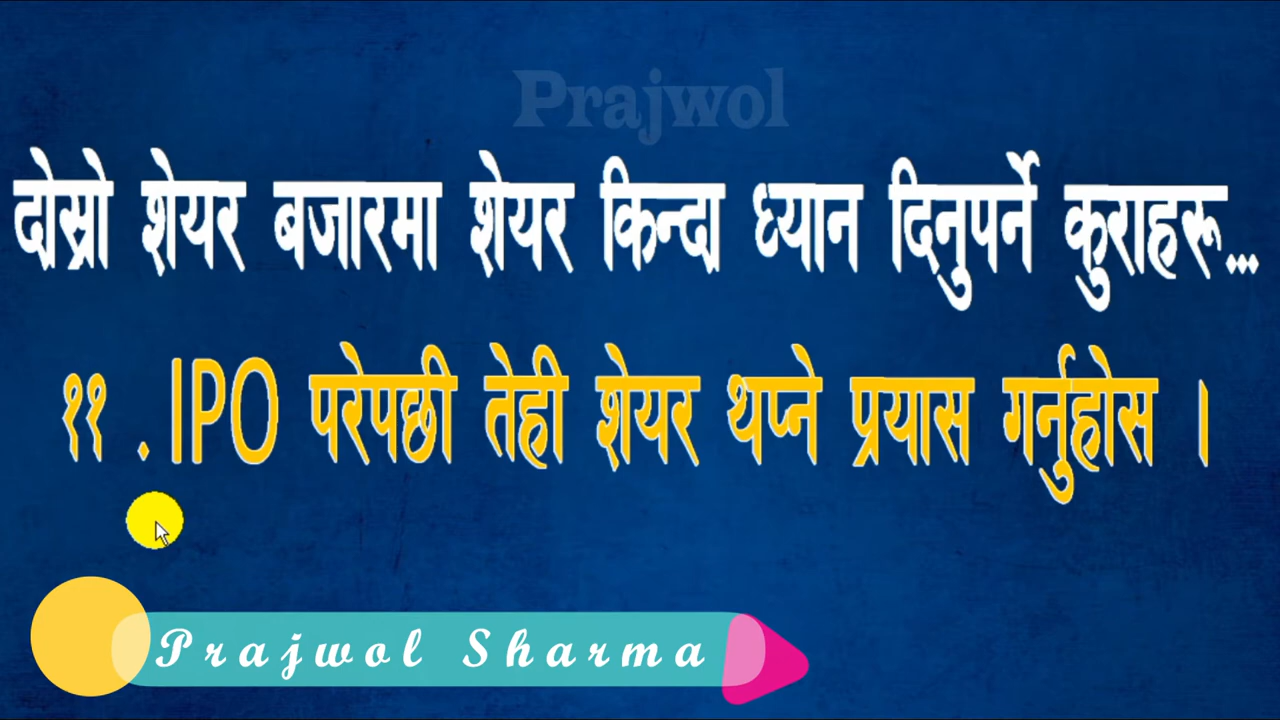 Prajwol
दोस्रो शेयर बजारमा शेयर किन्दा ध्यान दिनुपर्ने कुराहरू...
११ . IPO परेपछी तेही शेयर थप्ने प्रयास गर्नुहोस ।
Prajwol Sharma